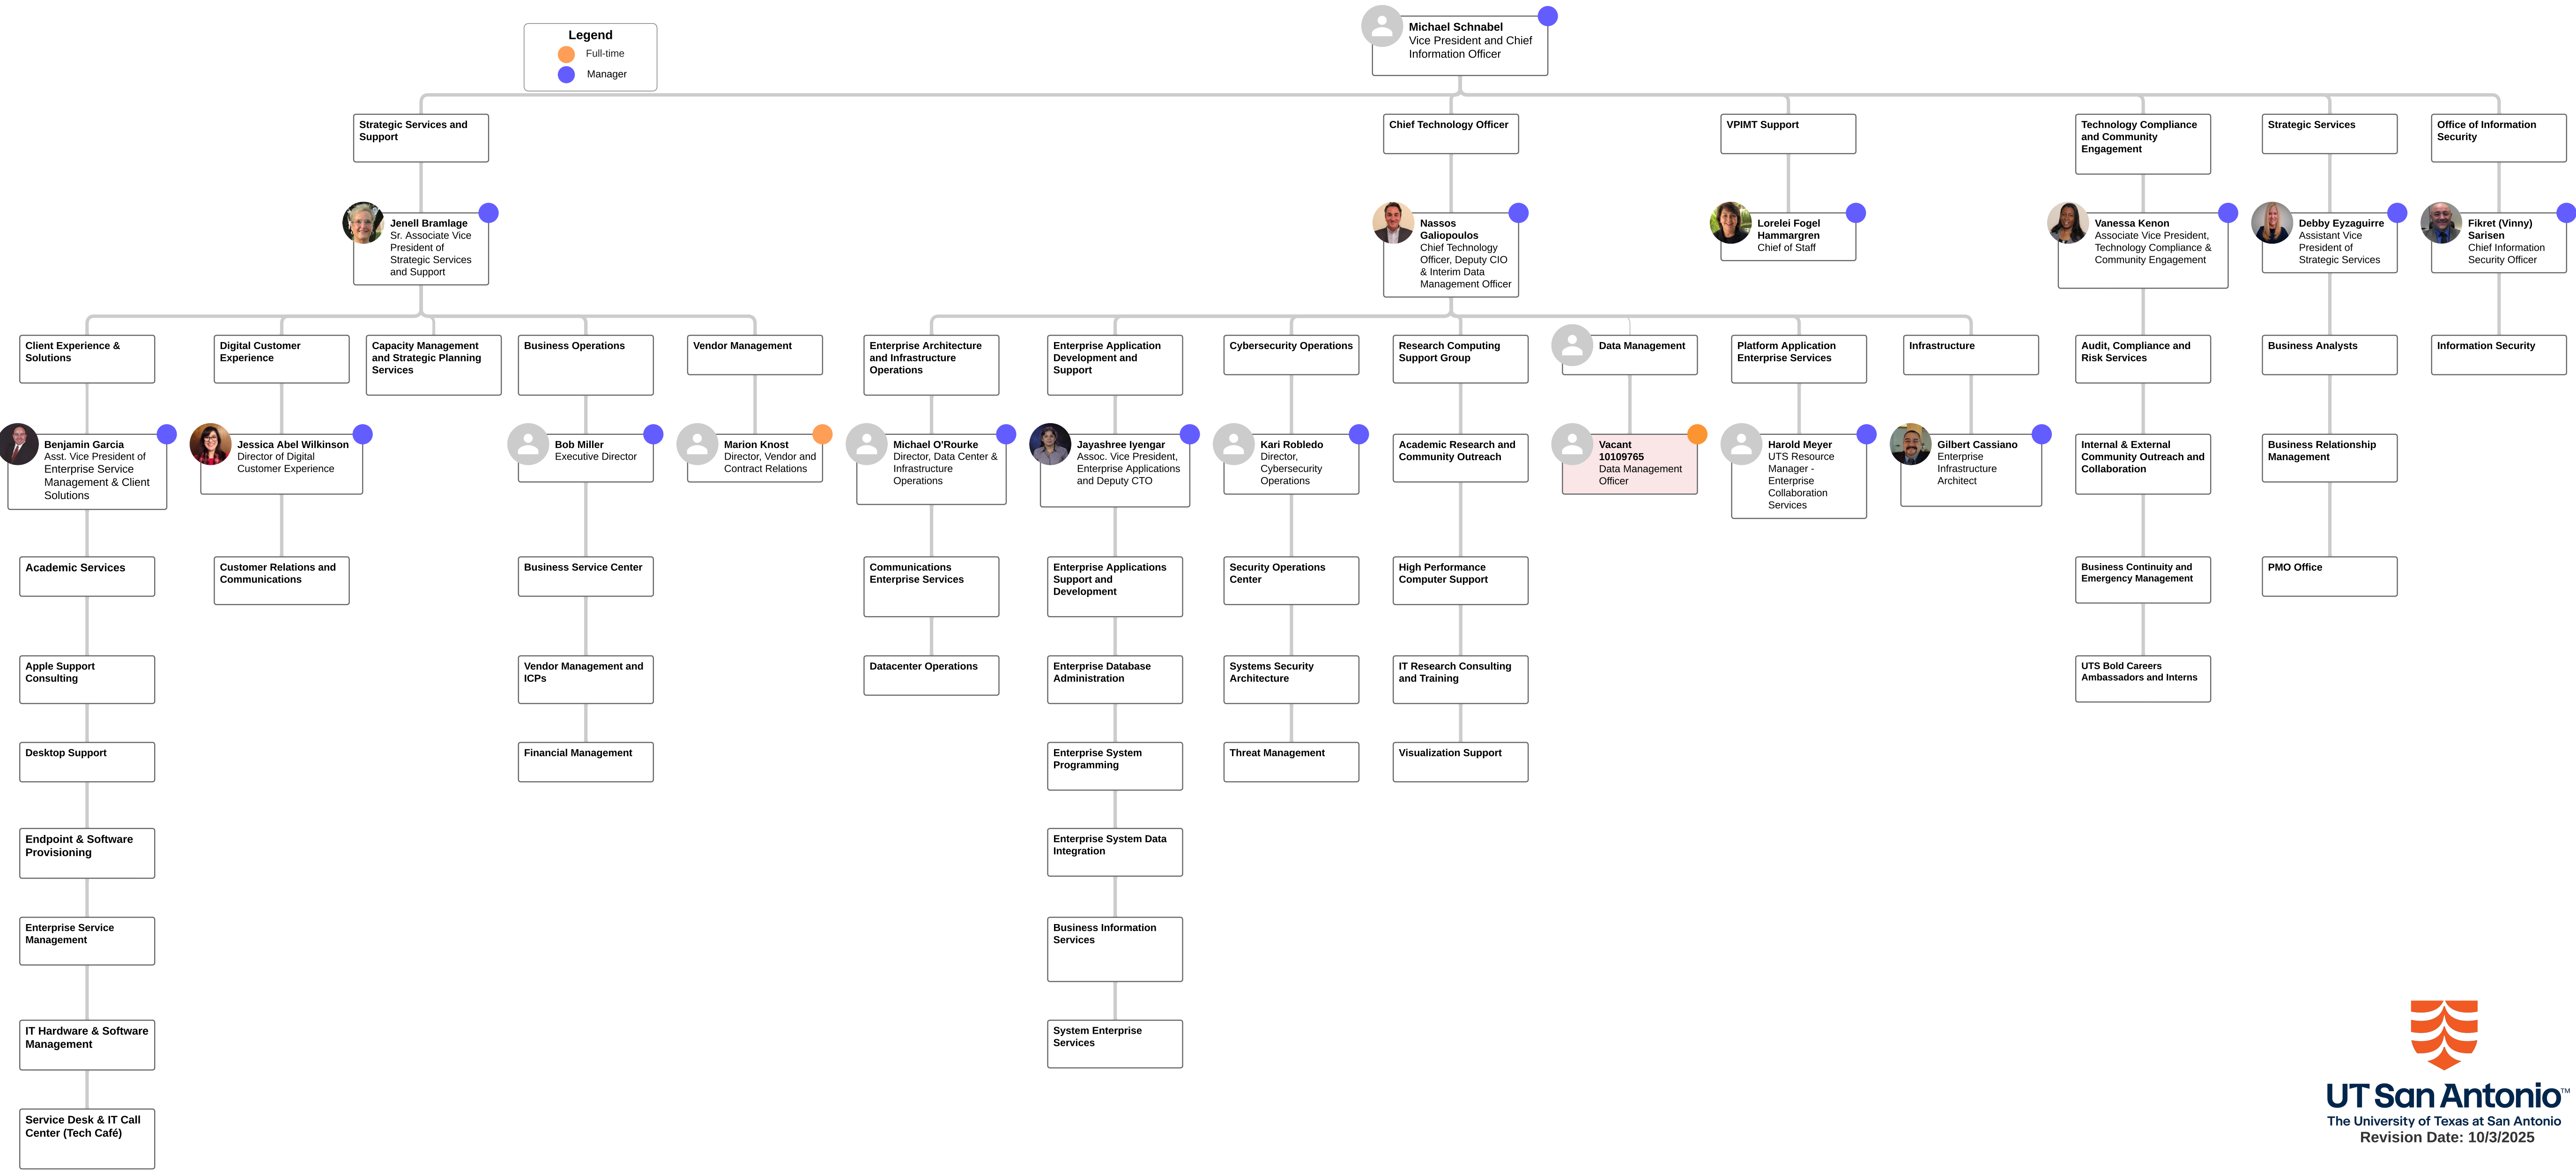 Legend
Full-time
Manager
Michael Schnabel
Vice President and Chief
Information Officer
Strategic Services and
Support
Chief Technology Officer
VPIMT Support
Technology Compliance
and Community
Engagement
Strategic Services
Office of Information
Security
Jenell Bramlage
Sr. Associate Vice
President of
Strategic Services
and Support
Nassos
Galiopoulos
Chief Technology
Officer, Deputy CIO
& Interim Data
Management Officer
Lorelei Fogel
Hammargren
Chief of Staff
Vanessa Kenon
Associate Vice President,
Technology Compliance &
Community Engagement
Debby Eyzaguirre
Assistant Vice
President of
Strategic Services
Fikret (Vinny)
Sarisen
Chief Information
Security Officer
Client Experience &
Solutions
Digital Customer
Experience
Capacity Management
and Strategic Planning
Services
Business Operations
Vendor Management
Enterprise Architecture
and Infrastructure
Operations
Enterprise Application
Development and
Support
Cybersecurity Operations
Research Computing
Support Group
Data Management
Platform Application
Enterprise Services
Infrastructure
Audit, Compliance and
Risk Services
Business Analysts
Information Security
Benjamin Garcia
Asst. Vice President of
Enterprise Service
Management & Client
Solutions
Jessica Abel Wilkinson
Director of Digital
Customer Experience
Bob Miller
Executive Director
Marion Knost
Director, Vendor and
Contract Relations
Michael O'Rourke
Director, Data Center &
Infrastructure
Operations
Jayashree Iyengar
Assoc. Vice President,
Enterprise Applications
and Deputy CTO
Kari Robledo
Director,
Cybersecurity
Operations
Academic Research and
Community Outreach
Vacant
10109765
Data Management
Officer
Harold Meyer
UTS Resource
Manager -
Enterprise
Collaboration
Services
Gilbert Cassiano
Enterprise
Infrastructure
Architect
Internal & External
Community Outreach and
Collaboration
Business Relationship
Management
Academic Services
Customer Relations and
Communications
Business Service Center
Communications
Enterprise Services
Enterprise Applications
Support and
Development
Security Operations
Center
High Performance
Computer Support
Business Continuity and
Emergency Management
PMO Office
Apple Support
Consulting
Vendor Management and
ICPs
Datacenter Operations
Enterprise Database
Administration
Systems Security
Architecture
IT Research Consulting
and Training
UTS Bold Careers
Ambassadors and Interns
Desktop Support
Financial Management
Enterprise System
Programming
Threat Management
Visualization Support
Endpoint & Software
Provisioning
Enterprise System Data
Integration
Enterprise Service
Management
Business Information
Services
IT Hardware & Software
Management
System Enterprise
Services
Service Desk & IT Call
Center (Tech Café)
UT San Antonio™
The University of Texas at San Antonio
Revision Date: 10/3/2025